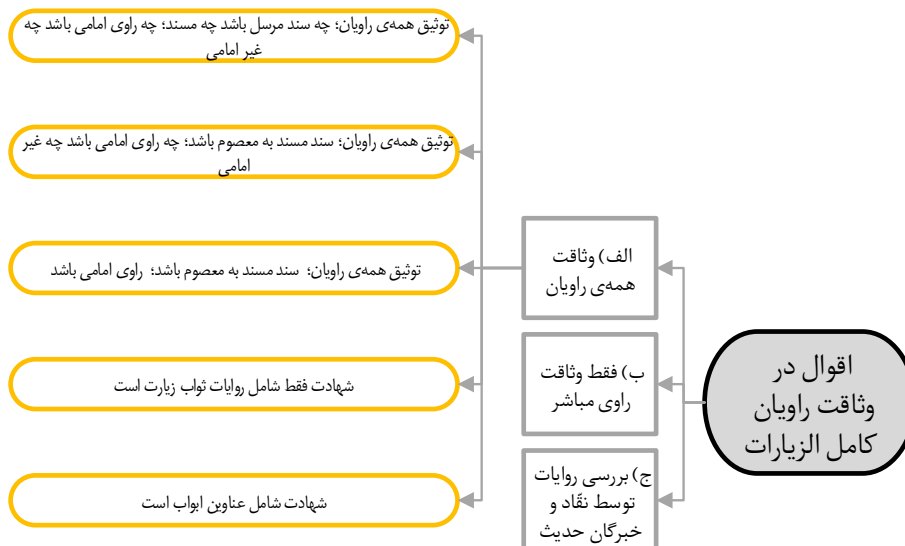 اقوال در
وثاقت راویان
کامل الزیارات
الف) وثاقت
همه‌ی راویان
ب) فقط وثاقت
راوی مباشر
ج) بررسی روایات
توسط نقّاد و
خبرگان حدیث
توثیق همه‌ی راویان؛ چه سند مرسل باشد چه مسند؛ چه راوی امامی باشد چه
غیر امامی
توثیق همه‌ی راویان؛ سند مسند به معصوم باشد؛ چه راوی امامی باشد چه غیر
امامی
توثیق همه‌ی راویان؛ سند مسند به معصوم باشد؛ راوی امامی باشد
شهادت فقط شامل روایات ثواب زیارت است
شهادت شامل عناوین ابواب است